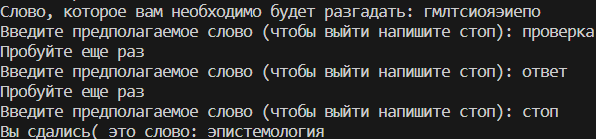 Слово, которое вам необходимо будет разгадать: гмлтсиояэиепо
Введите предполагаемое слово (чтобы выйти напишите стоп): проверка
Пробуйте еще раз
Введите предполагаемое слово (чтобы выйти напишите стоп): ответ
Пробуйте еще раз
Введите предполагаемое слово (чтобы выйти напишите стоп): стоп
Вы сдались( это слово: эпистемология